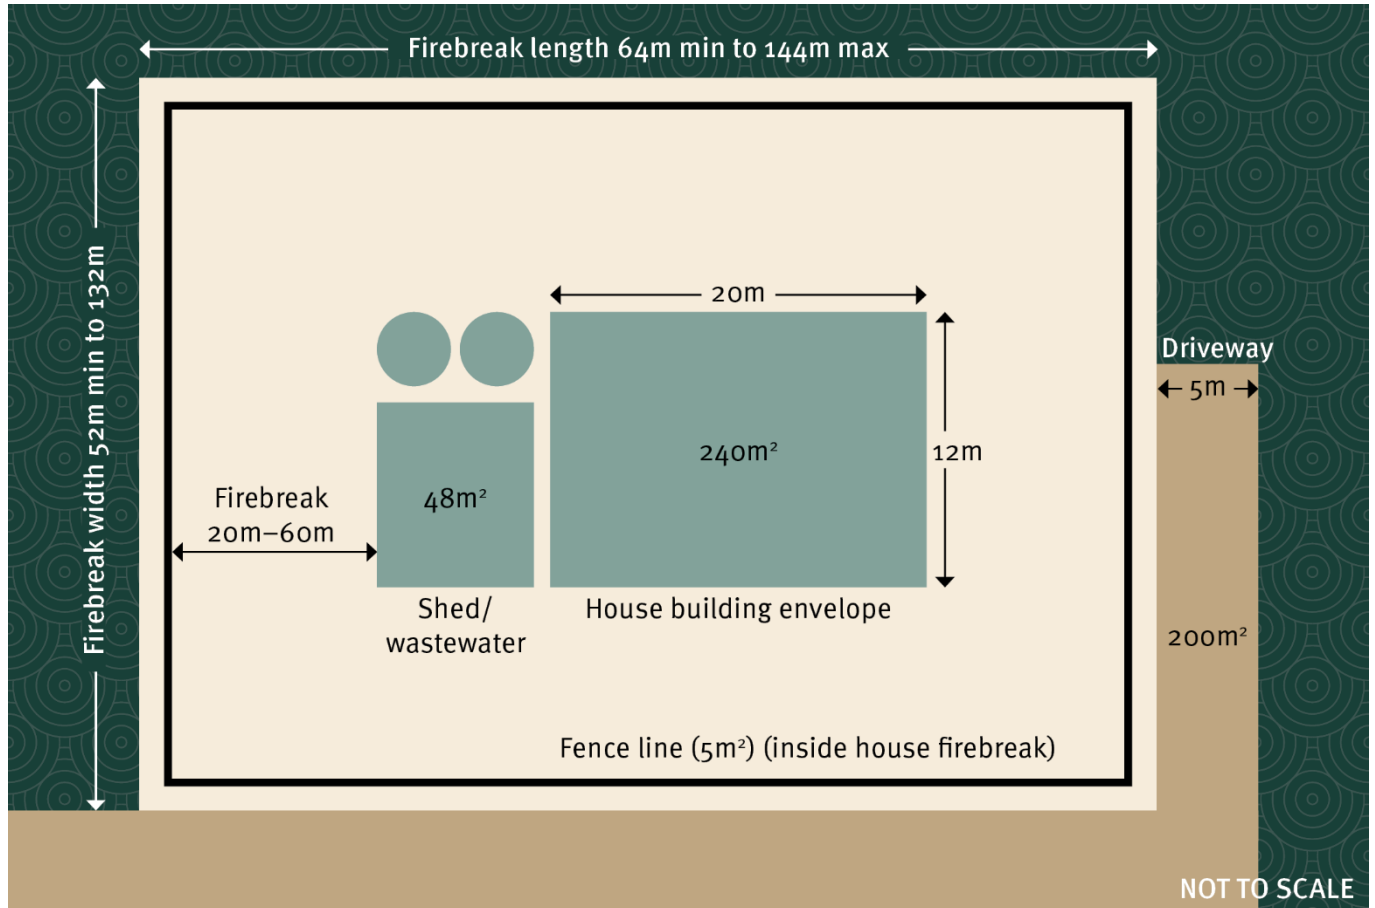 Firebreak length 64m min to 144m max
Firebreak width 52m min to 132m
20m
Driveway
5m
240m²
12m
Firebreak
20m–60m
48m²
Shed/
wastewater
House building envelope
200m²
Fence line (5m²) (inside house firebreak)
NOT TO SCALE